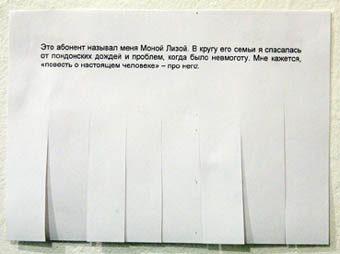 Это абонент называл меня Моной Лизой. В кругу его семьи я спасалась
от лондонских дождей и проблем, когда было невмоготу. Мне кажется,
«повесть о настоящем человеке» – про него.